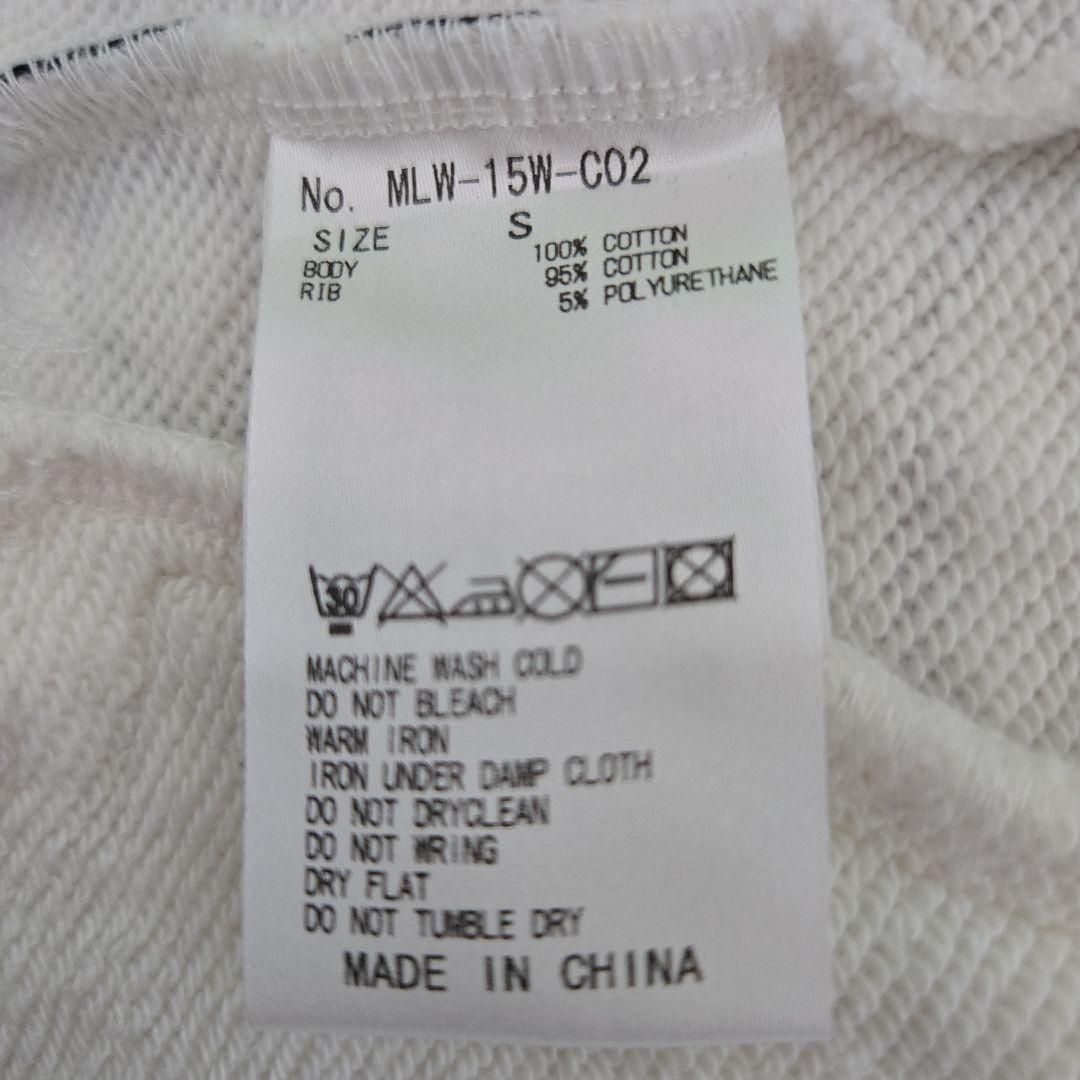 No. MLW-15W-C02
SIZE S
BODY 100% COTTON
RIB 95% COTTON
5% POLYURETHANE
30
MACHINE WASH COLD
DO NOT BLEACH
WARM IRON
IRON UNDER DAMP CLOTH
DO NOT DRYCLEAN
DO NOT WRING
DRY FLAT
DO NOT TUMBLE DRY
MADE IN CHINA